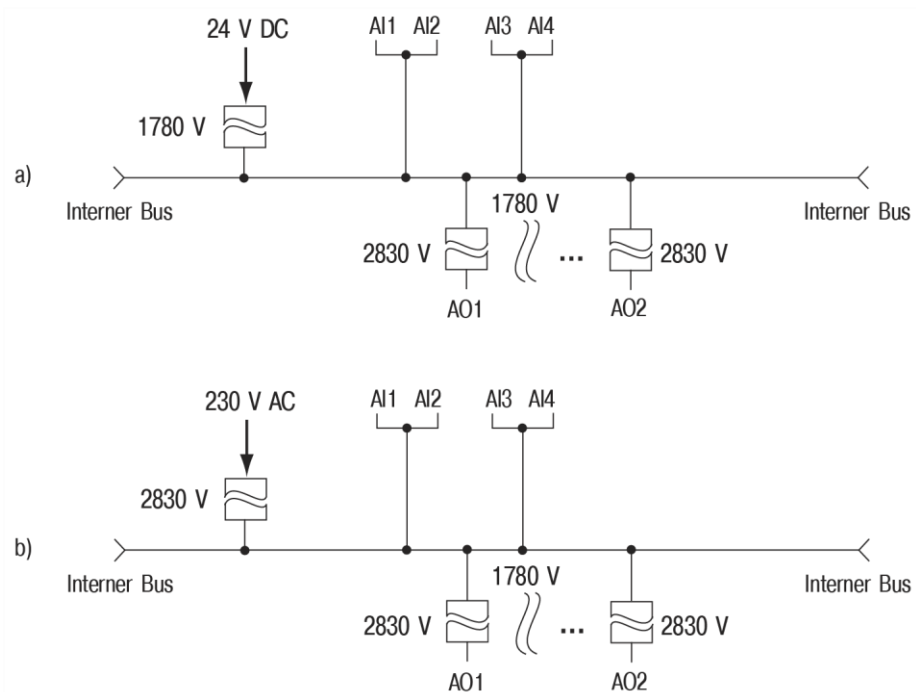 24 V DC
AI1 AI2 AI3 AI4
1780 V
a)
Interner Bus 1780 V Interner Bus
2830 V ... 2830 V
AO1 AO2
230 V AC
AI1 AI2 AI3 AI4
2830 V
b)
Interner Bus 1780 V Interner Bus
2830 V ... 2830 V
AO1 AO2